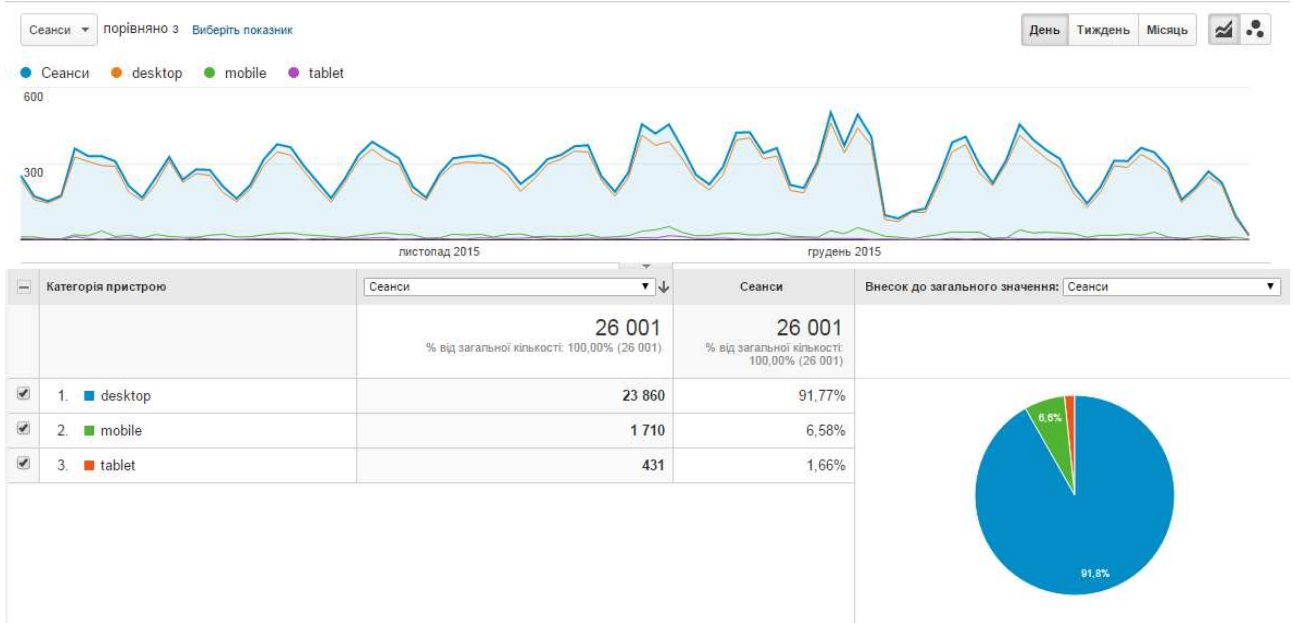 Сеанси порівняно з Виберіть показник День Тиждень Місяць
Сеанси desktop mobile tablet
600
300
листопад 2015 грудень 2015
Категорія пристрою Сеанси Сеанси Внесок до загального значення: Сеанси
26 001 26 001
% від загальної кількості: 100,00% (26 001) % від загальної кількості:
100,00% (26 001)
1. desktop 23 860 91,77%
2. mobile 1 710 6,58%
3. tablet 431 1,66%
6,6%
91,8%